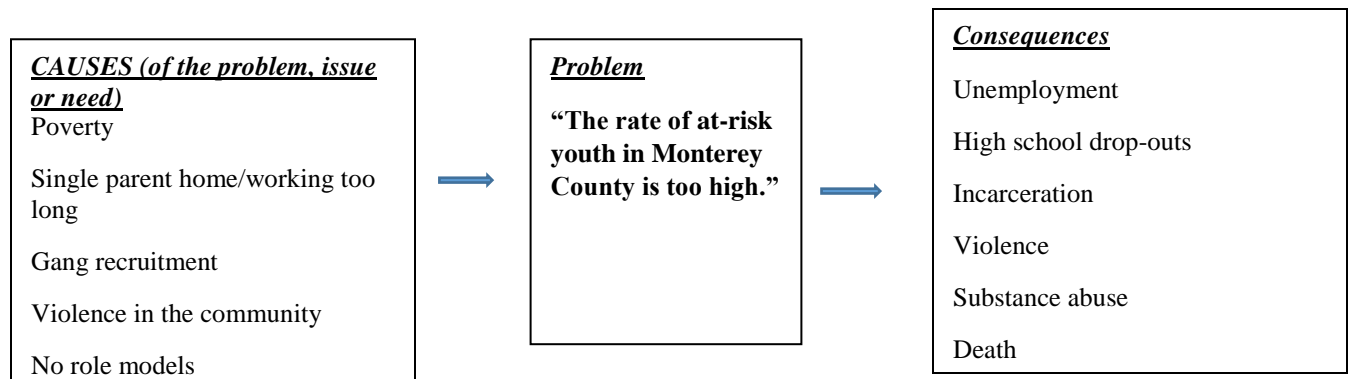 CAUSES (of the problem, issue
or need)
Poverty
Single parent home/working too
long
Gang recruitment
Violence in the community
No role models
Problem
“The rate of at-risk
youth in Monterey
County is too high.”
Consequences
Unemployment
High school drop-outs
Incarceration
Violence
Substance abuse
Death